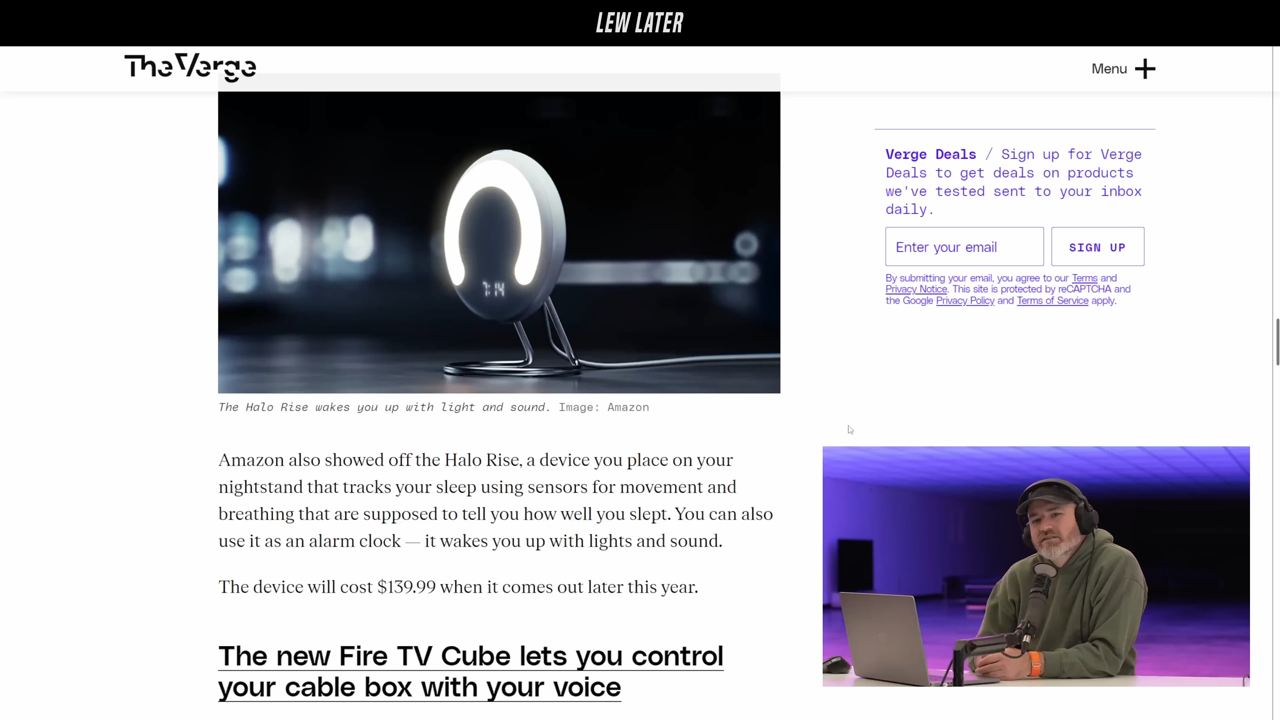 LEW LATER
TheVerge
Menu
7:14
Verge Deals / Sign up for Verge
Deals to get deals on products
we've tested sent to your inbox
daily.
Enter your email
SIGN UP
By submitting your email, you agree to our Terms and
Privacy Notice. This site is protected by reCAPTCHA and
the Google Privacy Policy and Terms of Service apply.
The Halo Rise wakes you up with light and sound. Image: Amazon
Amazon also showed off the Halo Rise, a device you place on your
nightstand that tracks your sleep using sensors for movement and
breathing that are supposed to tell you how well you slept. You can also
use it as an alarm clock — it wakes you up with lights and sound.
The device will cost $139.99 when it comes out later this year.
The new Fire TV Cube lets you control
your cable box with your voice